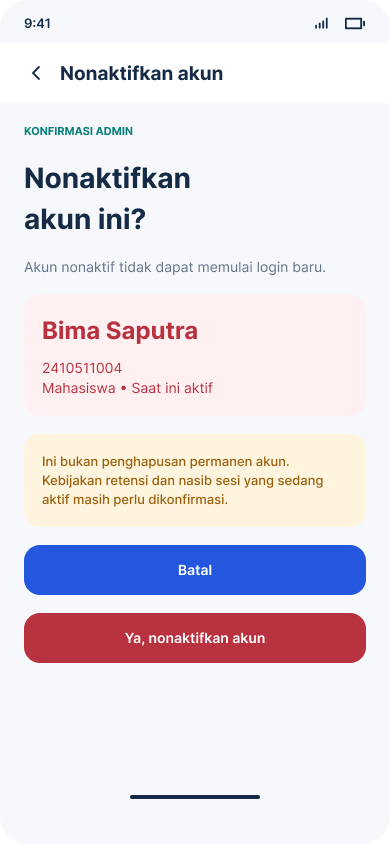 9:41
Nonaktifkan akun
KONFIRMASI ADMIN
Nonaktifkan
akun ini?
Akun nonaktif tidak dapat memulai login baru.
Bima Saputra
2410511004
Mahasiswa • Saat ini aktif
Ini bukan penghapusan permanen akun.
Kebijakan retensi dan nasib sesi yang sedang
aktif masih perlu dikonfirmasi.
Batal
Ya, nonaktifkan akun